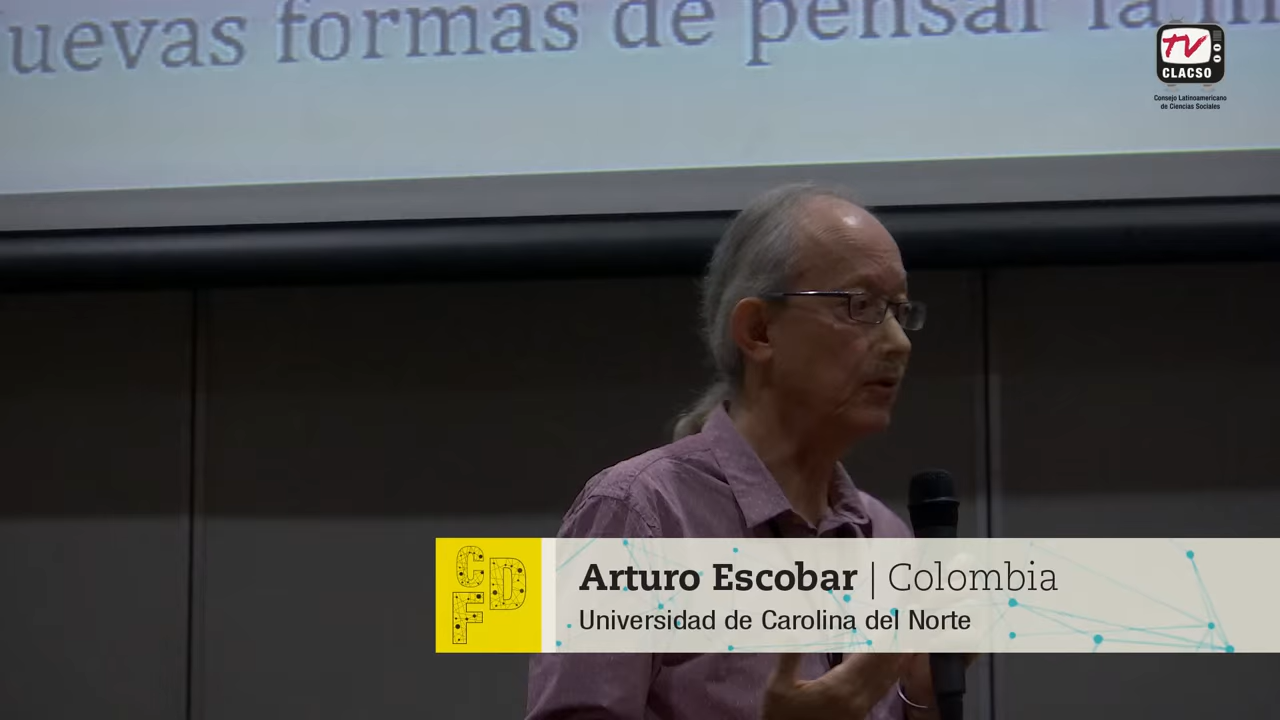 uevas formas de pensar la
TV
CLACSO
Consejo Latinoamericano
de Ciencias Sociales
CDF
Arturo Escobar | Colombia
Universidad de Carolina del Norte